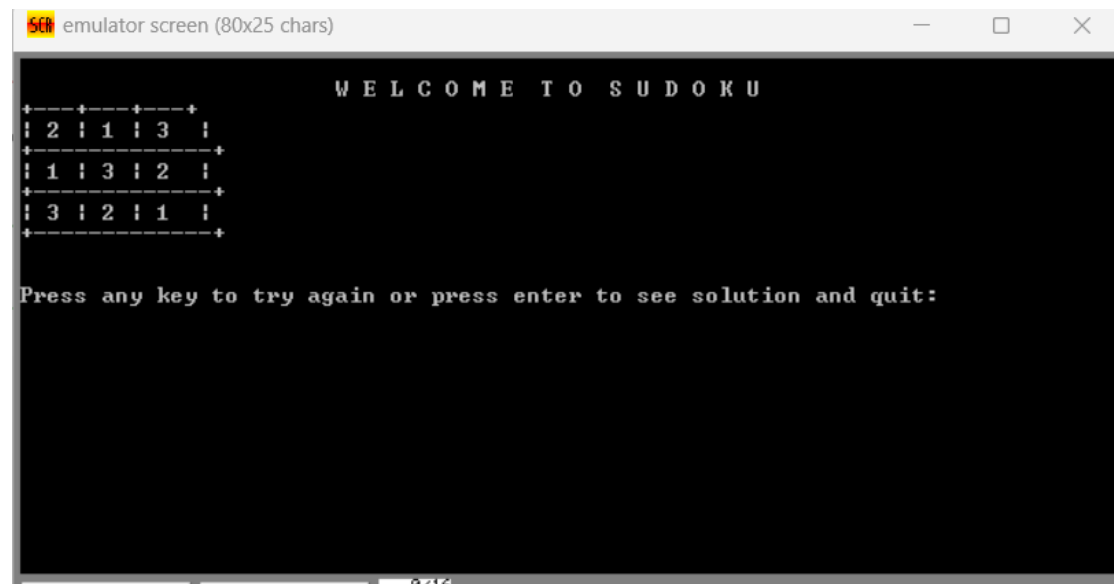 SCR emulator screen (80x25 chars)
W E L C O M E T O S U D O K U
+---+---+---+
¦ 2 ¦ 1 ¦ 3 ¦
+-------------+
¦ 1 ¦ 3 ¦ 2 ¦
+-------------+
¦ 3 ¦ 2 ¦ 1 ¦
+-------------+
Press any key to try again or press enter to see solution and quit: